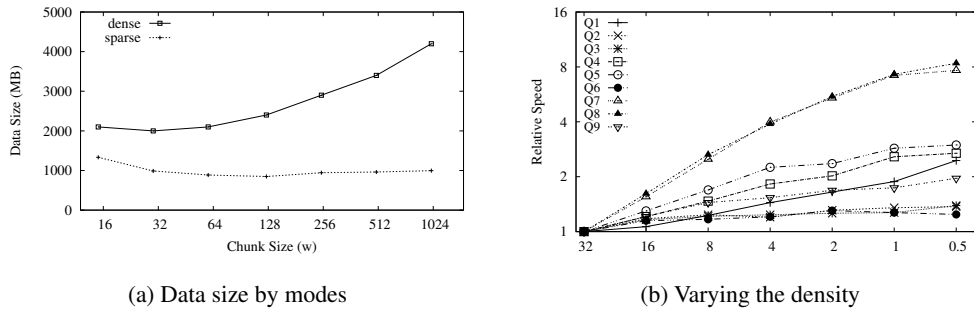 dense
sparse
5000
4000
3000
2000
1000
0
Data Size (MB)
16 32 64 128 256 512 1024
Chunk Size (w)
(a) Data size by modes
Q1
Q2
Q3
Q4
Q5
Q6
Q7
Q8
Q9
16
8
4
2
1
Relative Speed
32 16 8 4 2 1 0.5
(b) Varying the density